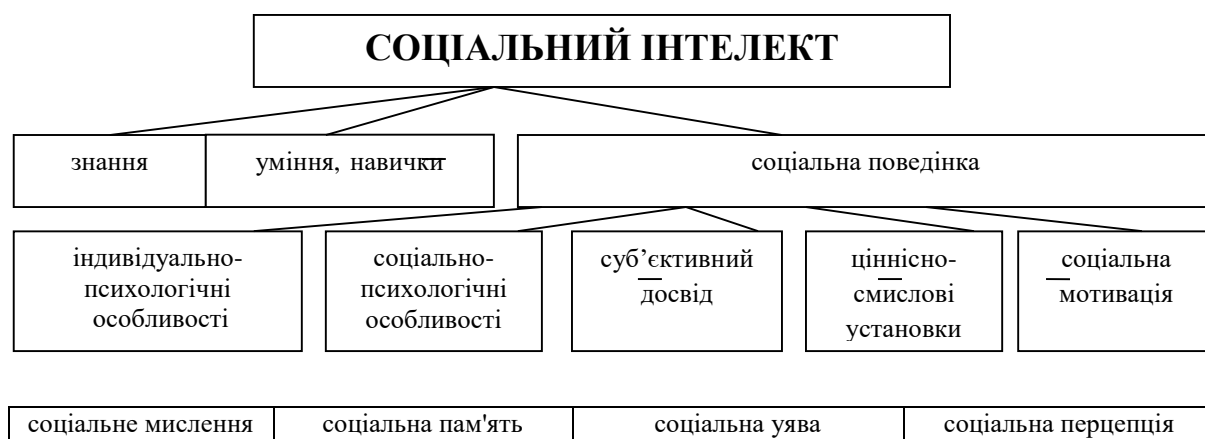 СОЦІАЛЬНИЙ ІНТЕЛЕКТ
знання
уміння, навички
соціальна поведінка
індивідуально-
психологічні
особливості
соціально-
психологічні
особливості
суб’єктивний
досвід
ціннісно-
смислові
установки
соціальна
мотивація
соціальне мислення
соціальна пам'ять
соціальна уява
соціальна перцепція